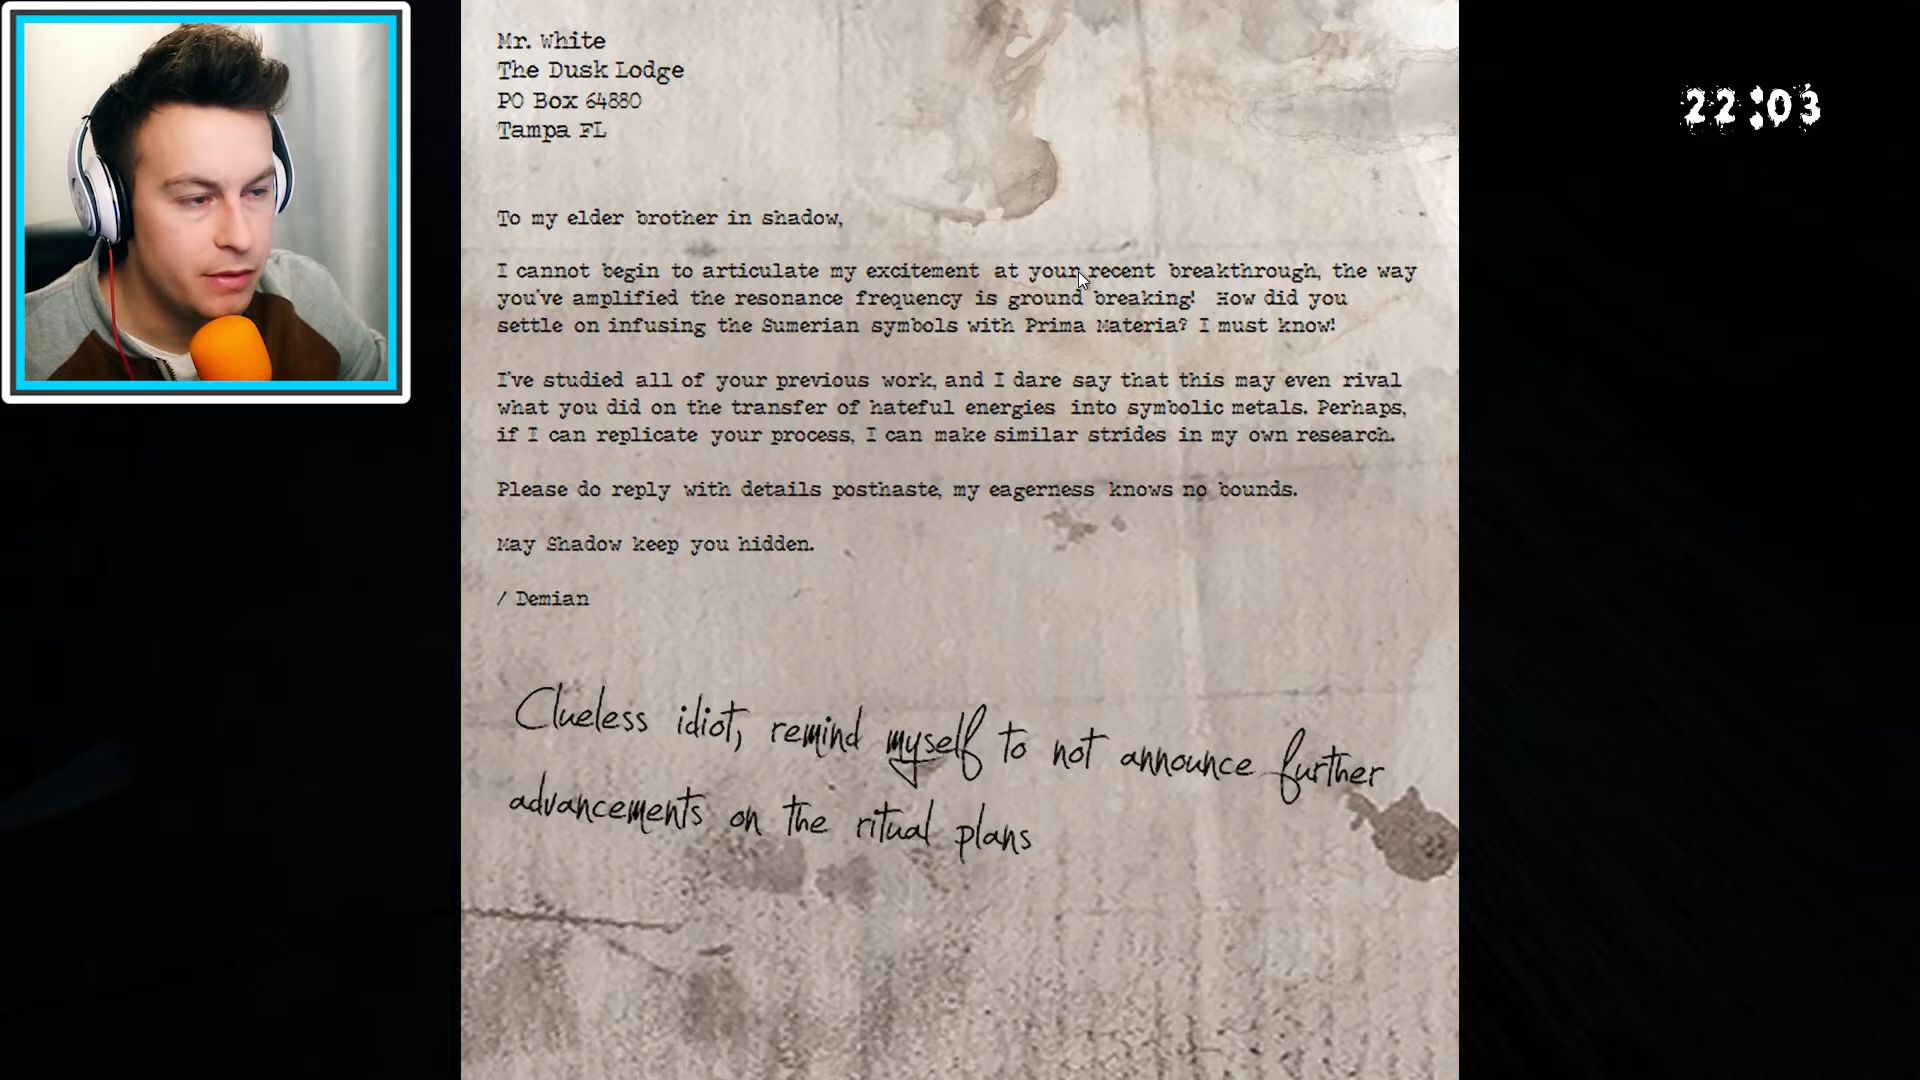 Mr. White
The Dusk Lodge
PO Box 64880
Tampa FL
22:03
To my elder brother in shadow,
I cannot begin to articulate my excitement at your recent breakthrough, the way
you've amplified the resonance frequency is ground breaking! How did you
settle on infusing the Sumerian symbols with Prima Materia? I must know!
I've studied all of your previous work, and I dare say that this may even rival
what you did on the transfer of hateful energies into symbolic metals. Perhaps,
if I can replicate your process, I can make similar strides in my own research.
Please do reply with details posthaste, my eagerness knows no bounds.
May Shadow keep you hidden.
/ Demian
Clueless idiot, remind myself to not announce further
advancements on the ritual plans